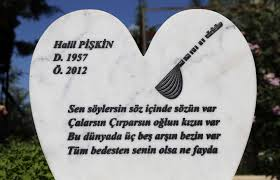 Halil PİŞKİN
D. 1957
Ö. 2012
Sen söylersin söz içinde sözün var
Çalarsın Çırparsın oğlun kızın var
Bu dünyada üç beş arşın bezin var
Tüm bedesten senin olsa ne fayda